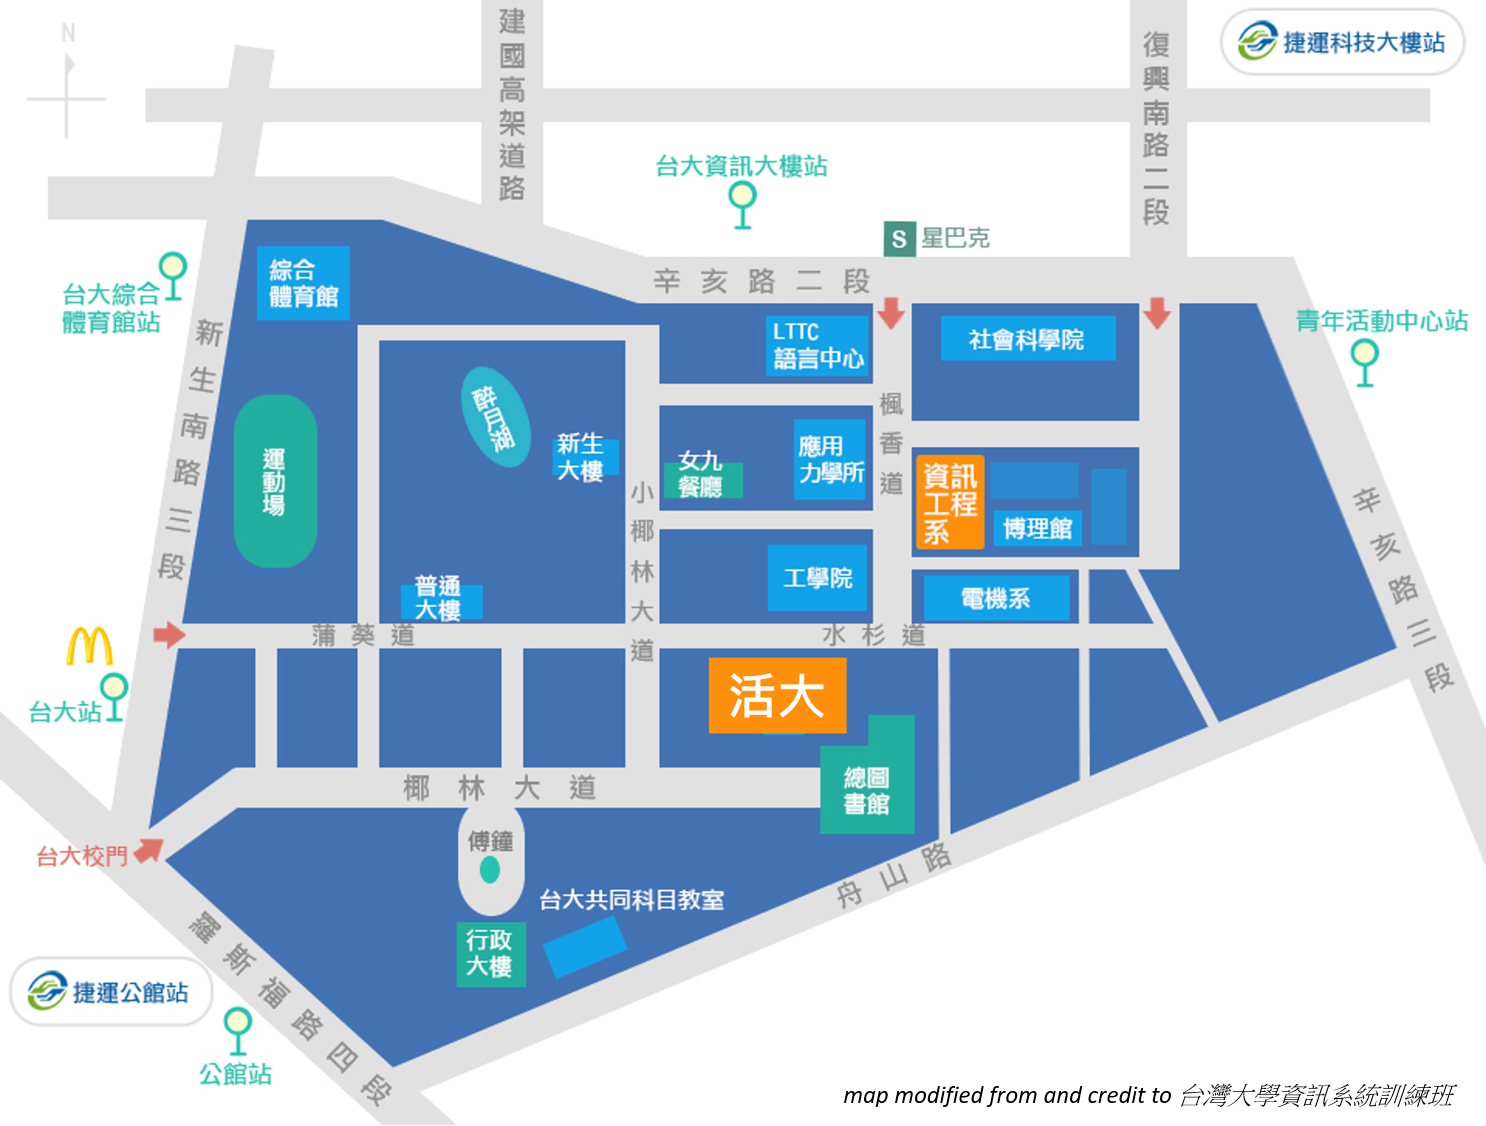 N
建國高架道路
復興南路二段
捷運科技大樓站
台大資訊大樓站
S 星巴克
辛亥路二段
台大綜合
體育館站
綜合
體育館
新生南路三段
LTTC
語言中心
社會科學院
青年活動中心站
醉月湖
楓香道
運動場
新生
大樓
女九
餐廳
應用
力學所
資訊
工程
系
博理館
小椰林大道
辛亥路三段
普通
大樓
工學院
電機系
蒲葵道
水杉道
台大站
活大
椰林大道
總圖
書館
傅鐘
台大校門
舟山路
台大共同科目教室
行政
大樓
羅斯福路四段
捷運公館站
公館站
map modified from and credit to 台灣大學資訊系統訓練班